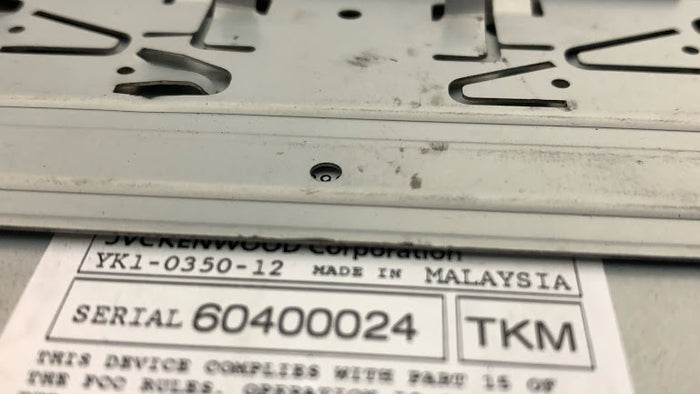 JVCKENWOOD Corporation
YK1-0350-12 MADE IN MALAYSIA
SERIAL 60400024 TKM
THIS DEVICE COMPLIES WITH PART 15 OF
THE FCC RULES. OPERATION